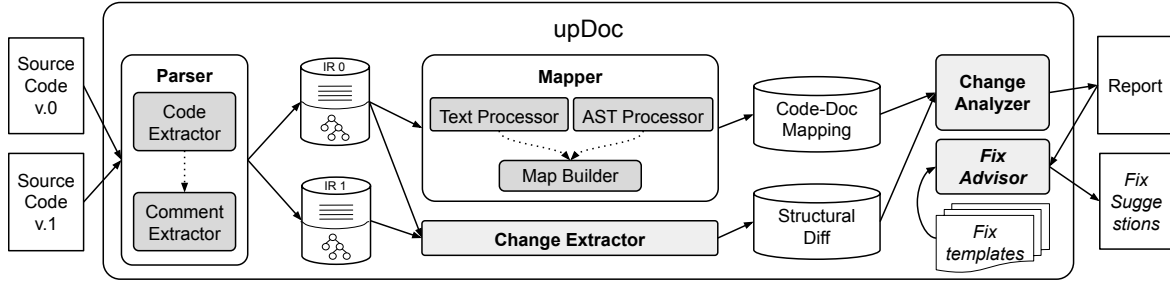 upDoc
Source
Code
v.0
Source
Code
v.1
Parser
Code
Extractor
Comment
Extractor
IR 0
IR 1
Mapper
Text Processor
AST Processor
Map Builder
Change Extractor
Code-Doc
Mapping
Structural
Diff
Change
Analyzer
Fix
Advisor
Fix
templates
Report
Fix
Sugge
stions